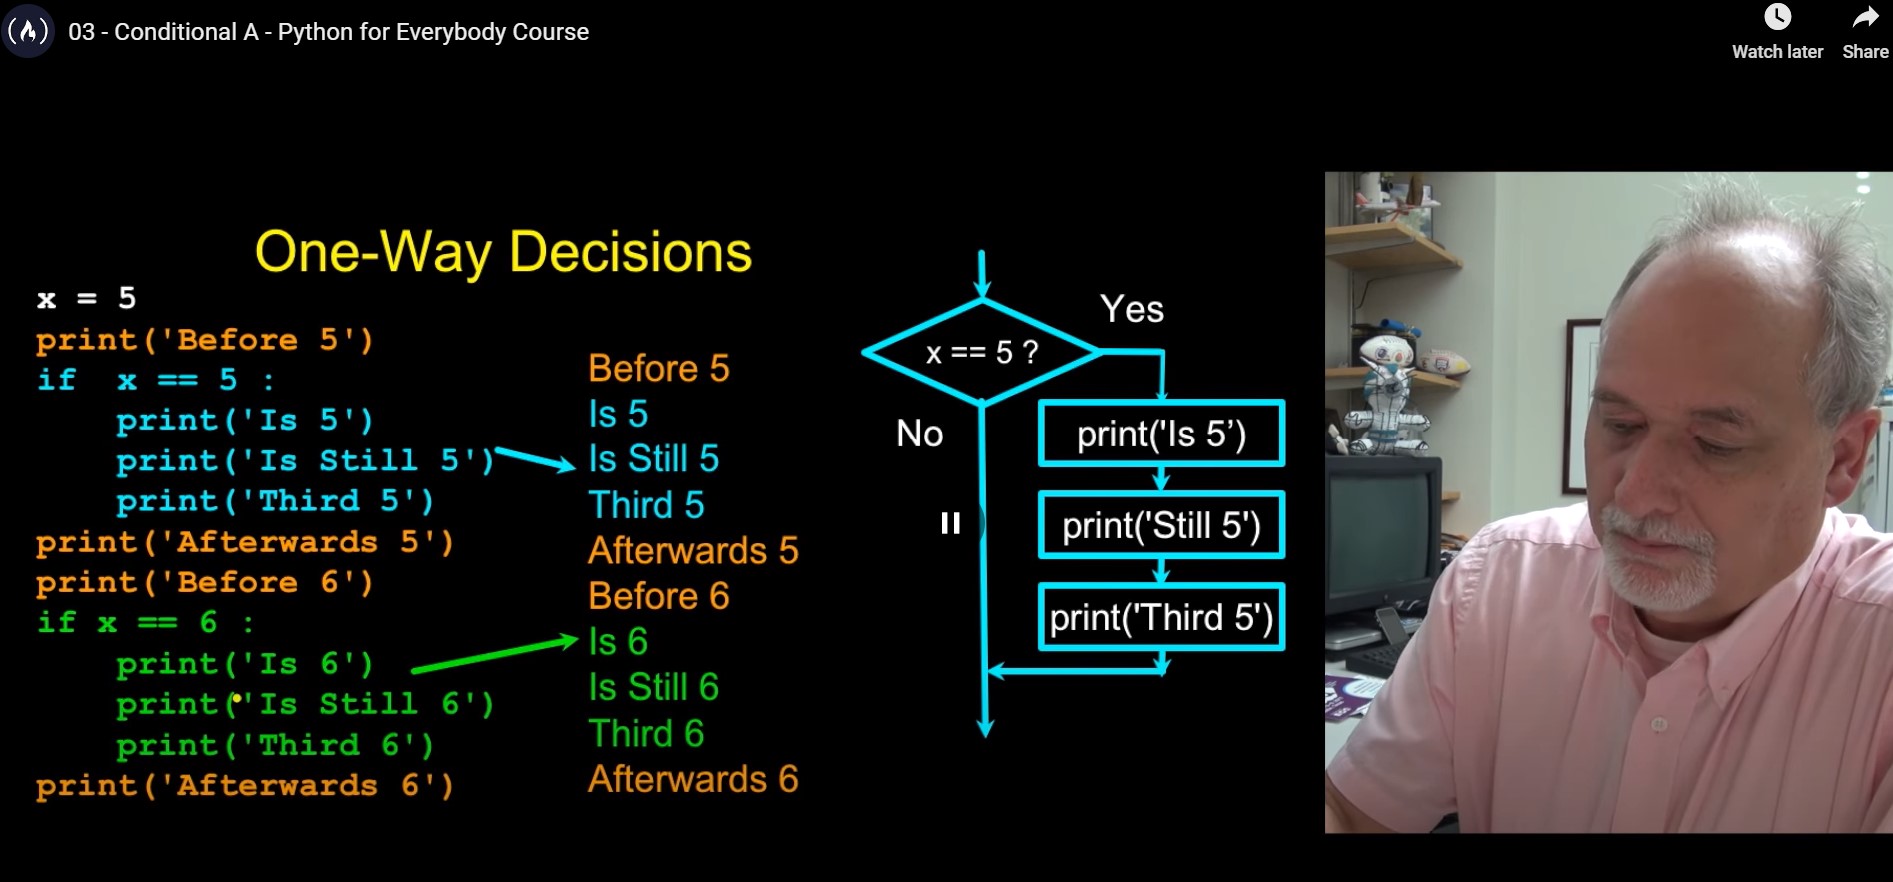 03 - Conditional A - Python for Everybody Course
Watch later
Share
One-Way Decisions
x = 5
print('Before 5')
if  x == 5 :
    print('Is 5')
    print('Is Still 5')
    print('Third 5')
print('Afterwards 5')
print('Before 6')
if x == 6 :
    print('Is 6')
    print('Is Still 6')
    print('Third 6')
print('Afterwards 6')
Before 5
Is 5
Is Still 5
Third 5
Afterwards 5
Before 6
Is 6
Is Still 6
Third 6
Afterwards 6
x == 5 ?
Yes
No
print('Is 5’)
print('Still 5')
print('Third 5')